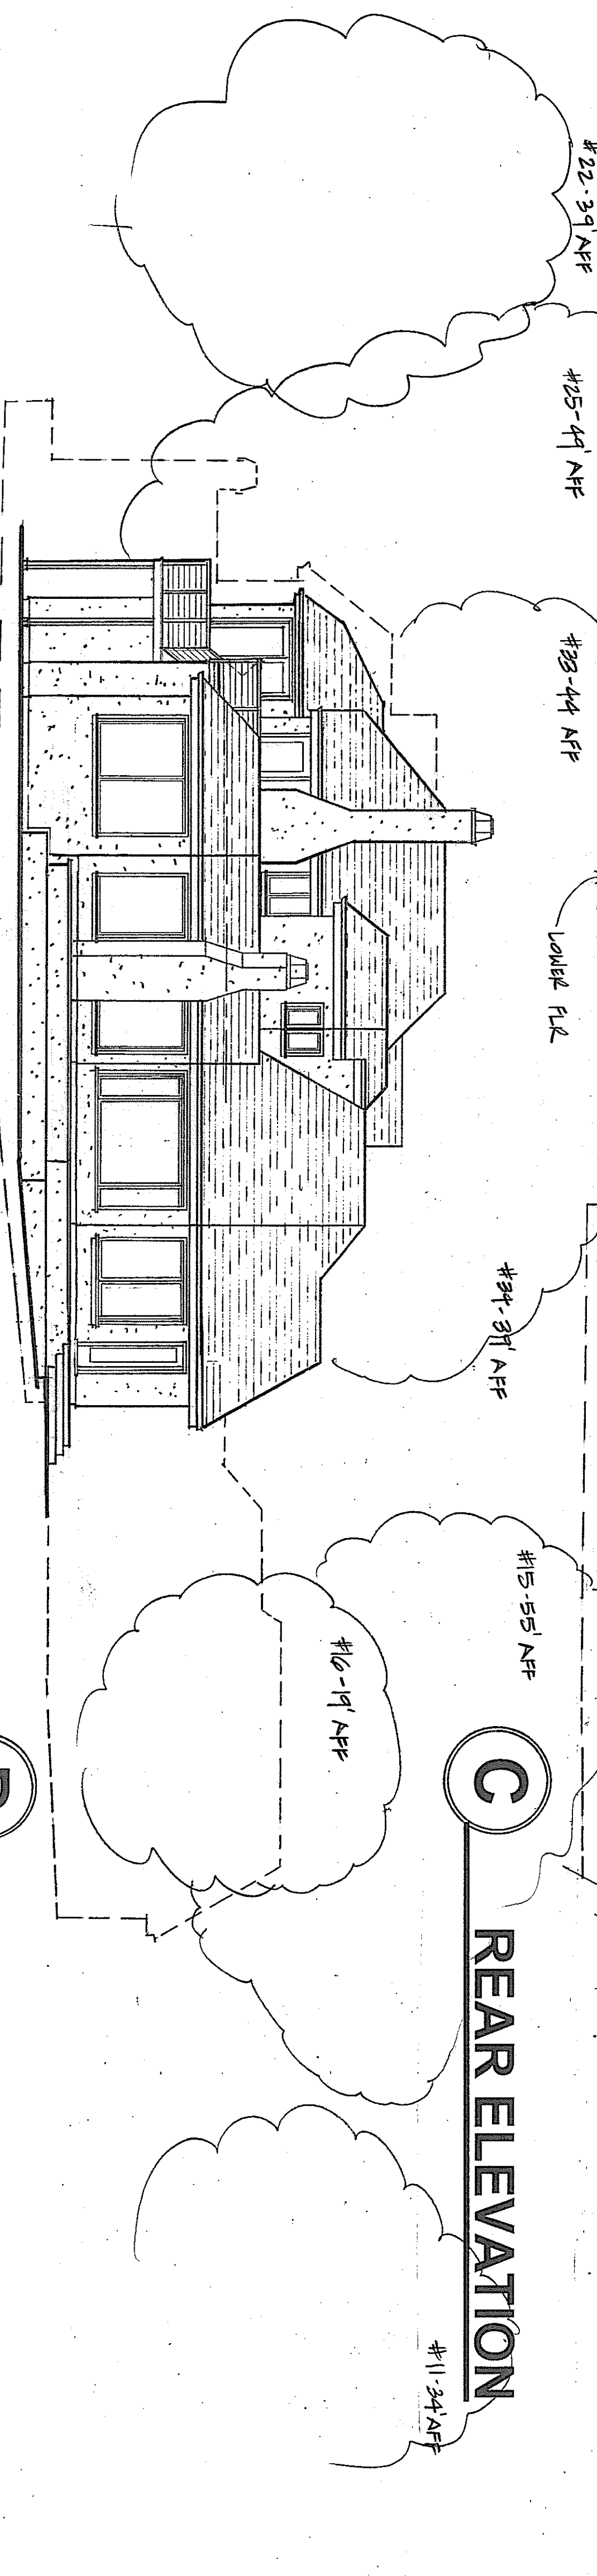 #22-39' AFF
#25-49' AFF
#33-44 AFF
LOWER FLR
#34-39' AFF
#15-55' AFF
#16-19' AFF
C
REAR ELEVATION
#11-34' AFF